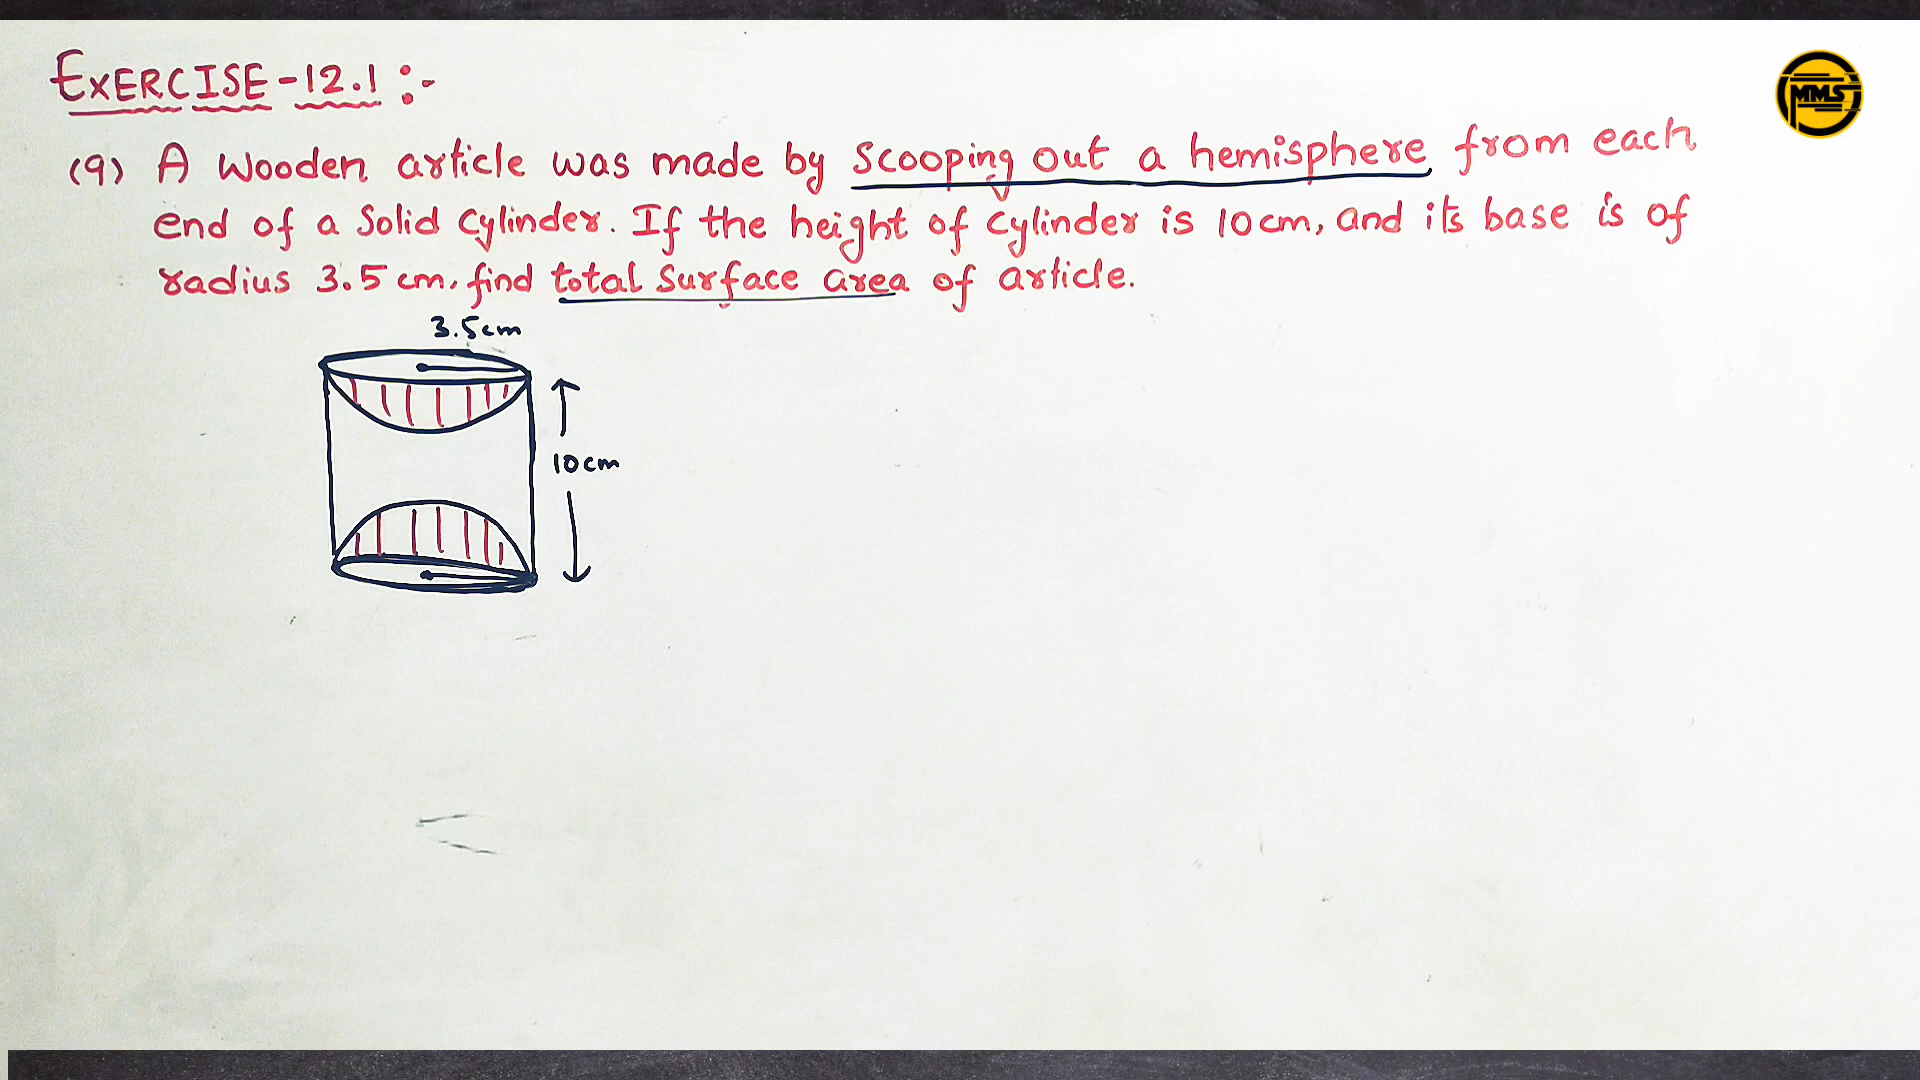 EXERCISE-12.1 :-
MMS
(9) A wooden article was made by scooping out a hemisphere from each
end of a solid cylinder. If the height of cylinder is 10cm, and its base is of
radius 3.5 cm, find total surface area of article.
3.5cm
10cm